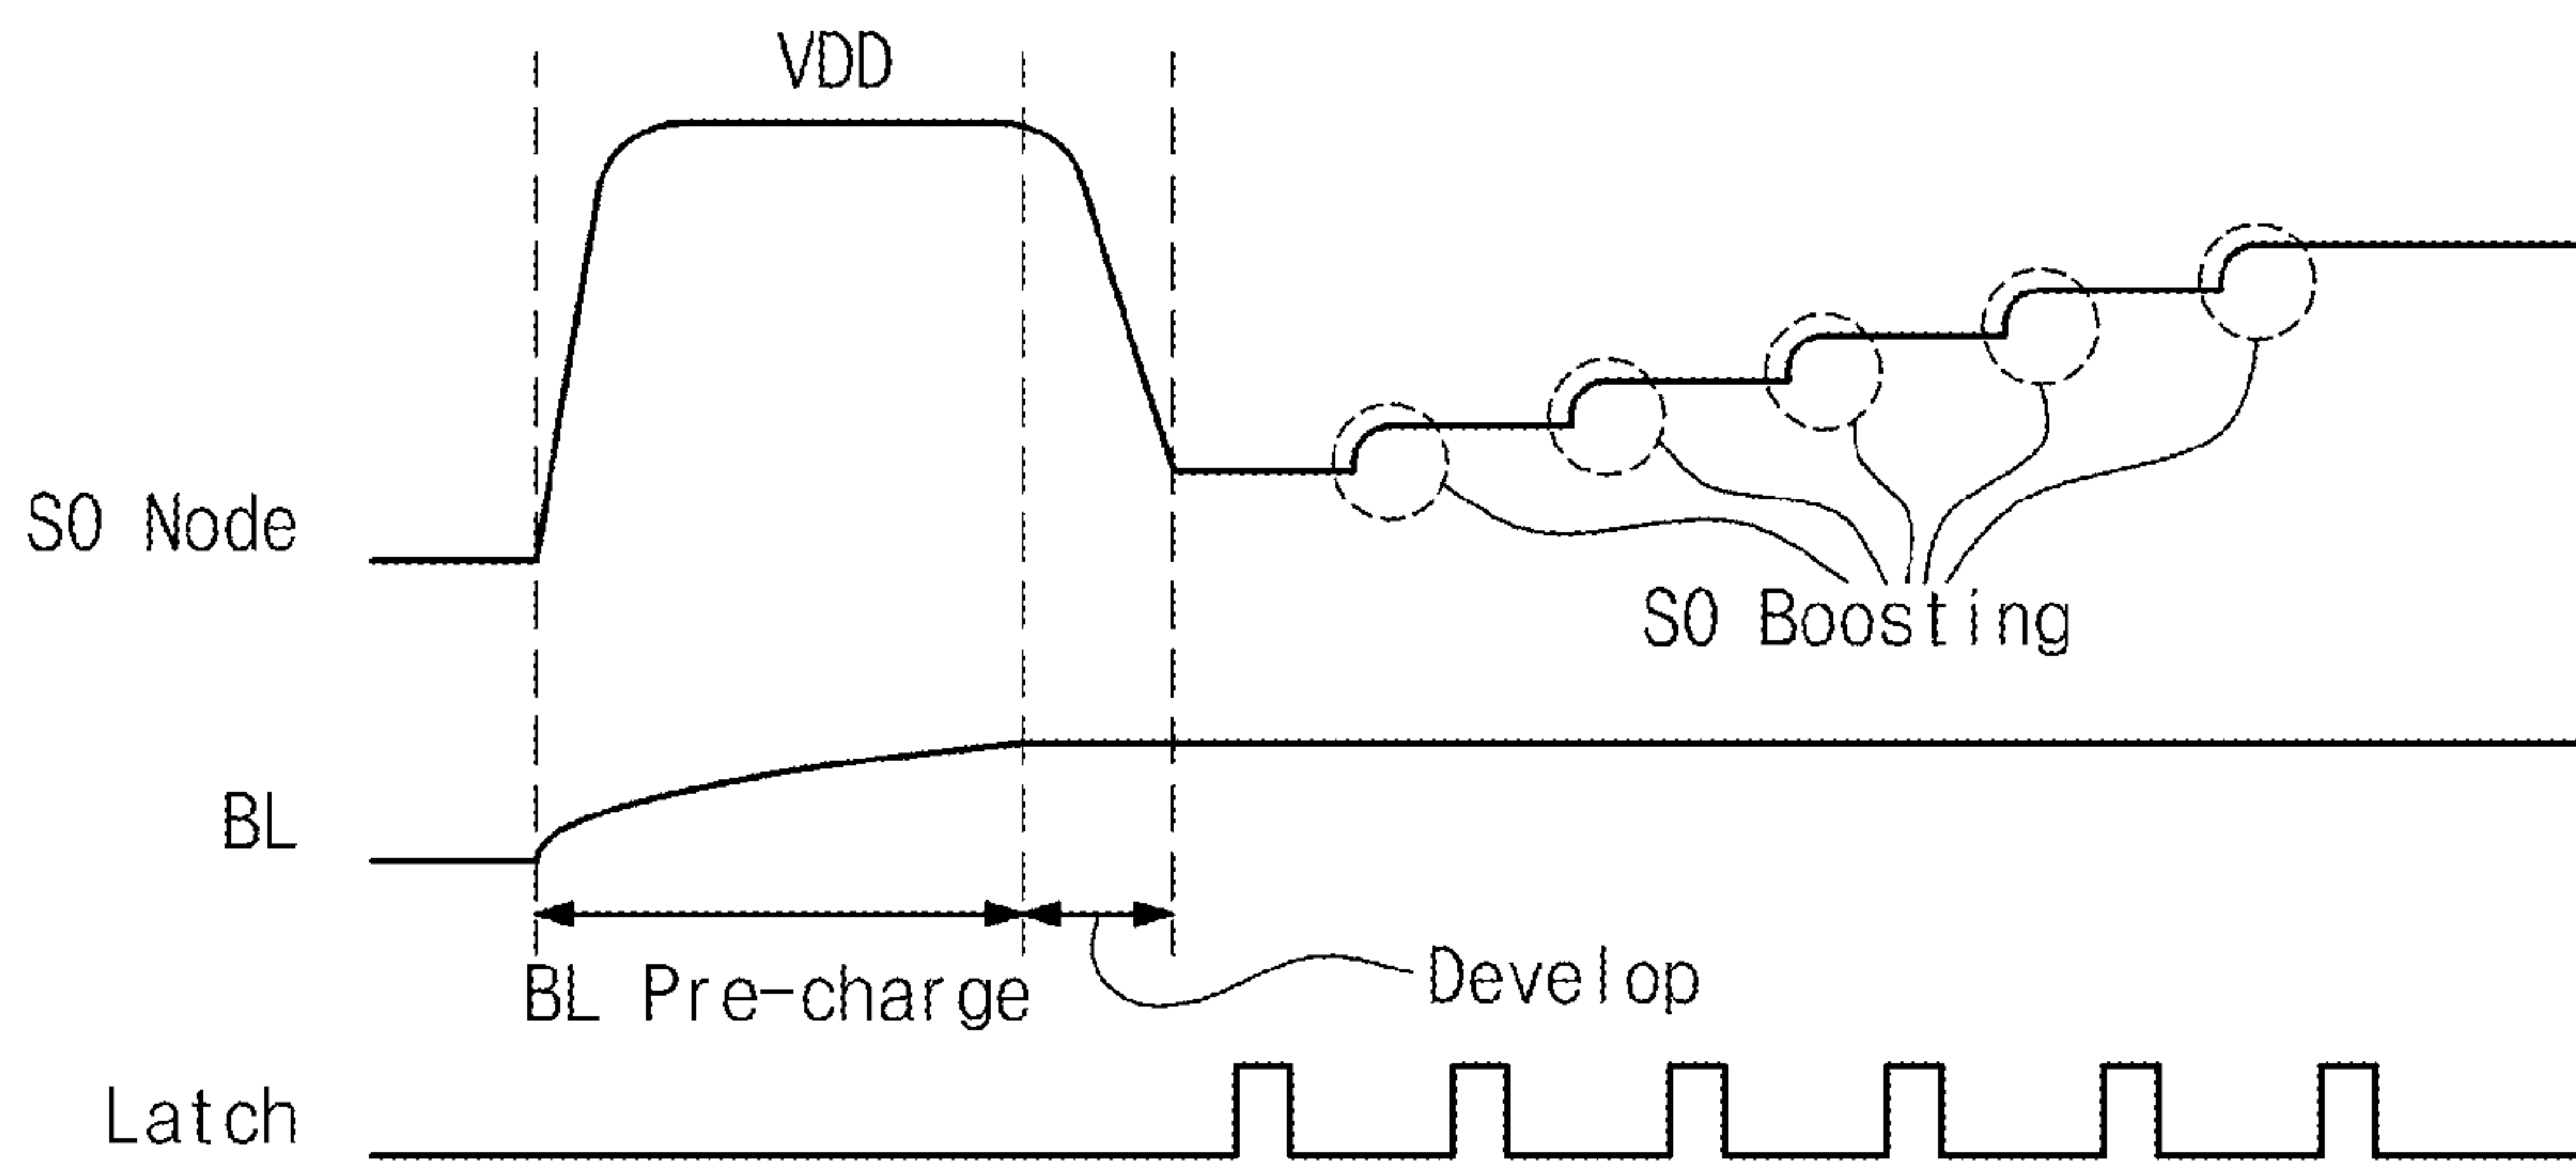 VDD
SO Node
SO Boosting
BL
BL Pre-charge
Develop
Latch